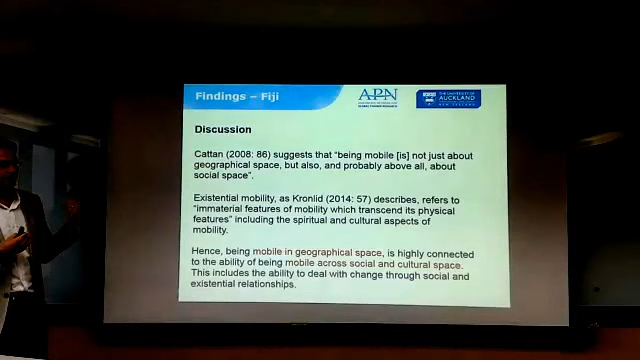 Findings – Fiji
APN
GLOBAL CHANGE RESEARCH
THE UNIVERSITY OF
AUCKLAND
NEW ZEALAND
Discussion
Cattan (2008: 86) suggests that "being mobile [is] not just about
geographical space, but also, and probably above all, about
social space".
Existential mobility, as Kronlid (2014: 57) describes, refers to
"immaterial features of mobility which transcend its physical
features" including the spiritual and cultural aspects of
mobility.
Hence, being mobile in geographical space, is highly connected
to the ability of being mobile across social and cultural space.
This includes the ability to deal with change through social and
existential relationships.